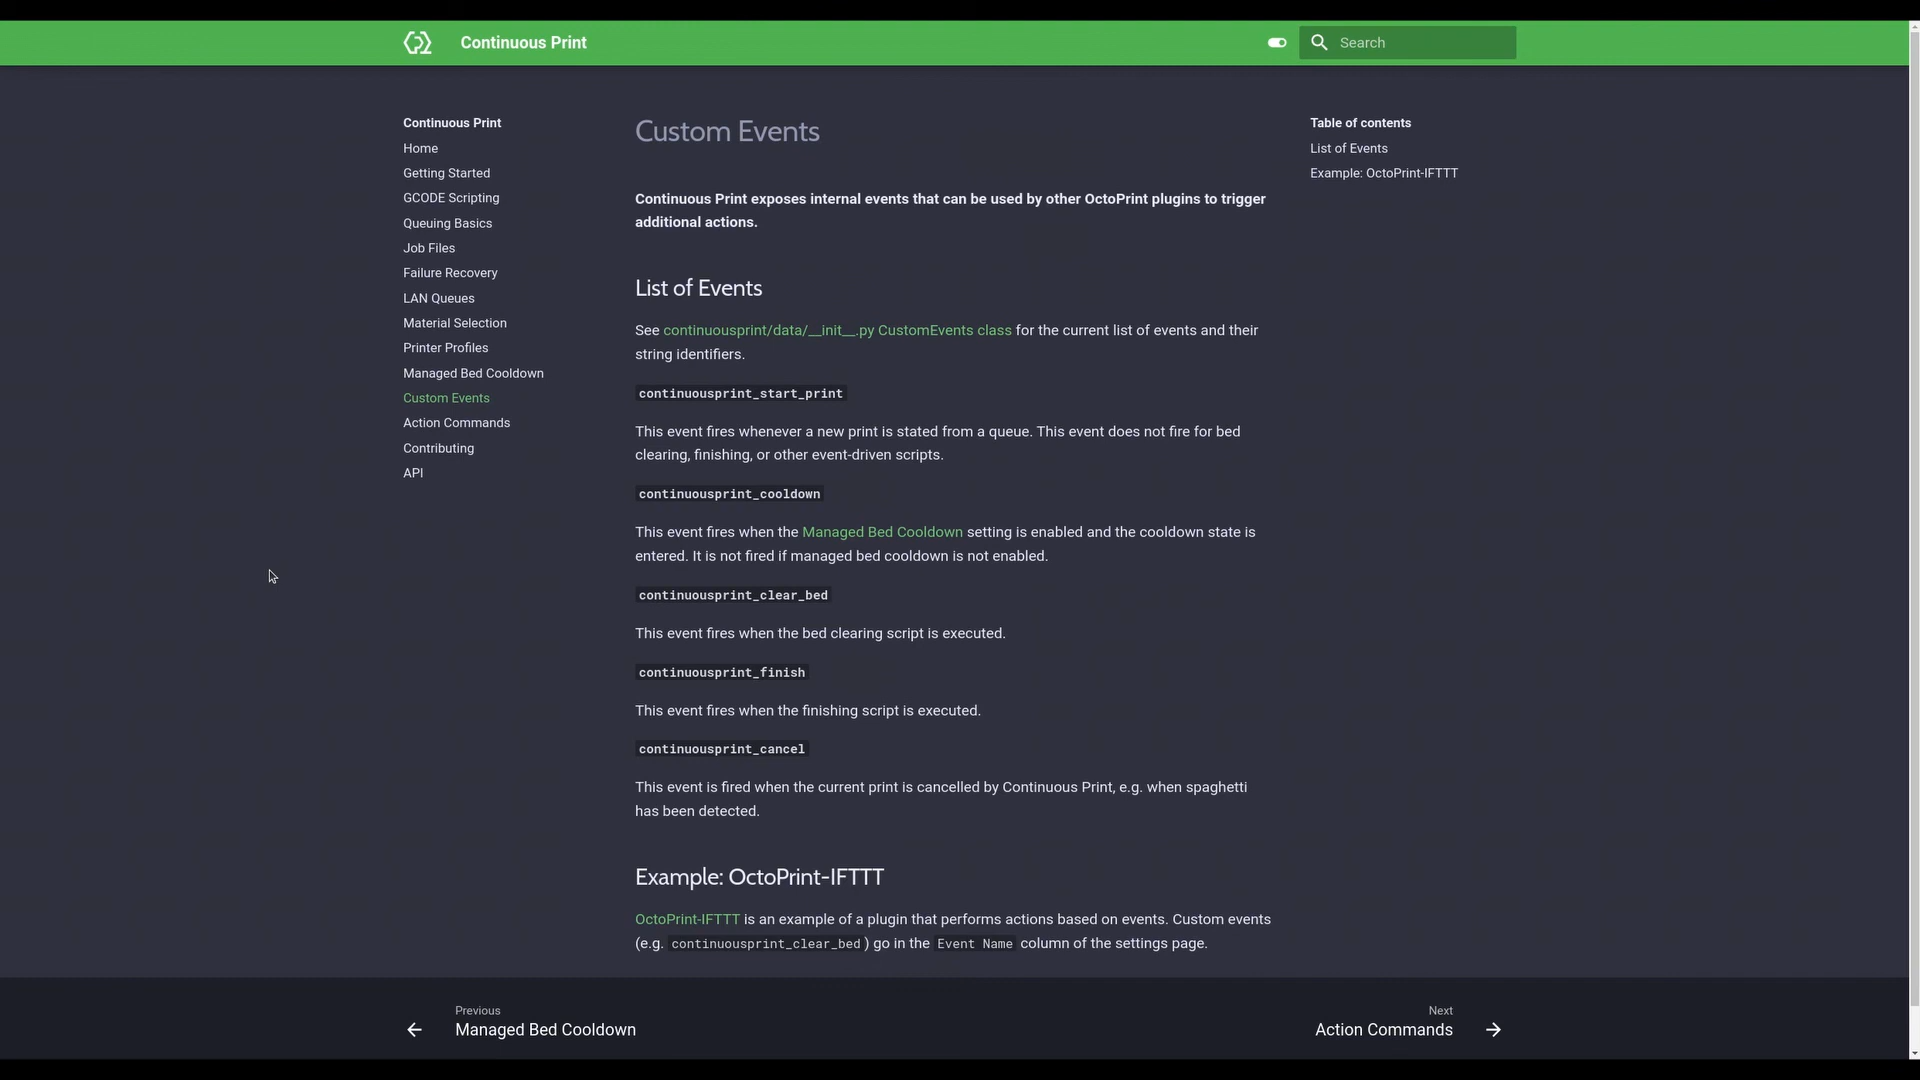 Continuous Print
Search
Continuous Print
Home
Getting Started
GCODE Scripting
Queuing Basics
Job Files
Failure Recovery
LAN Queues
Material Selection
Printer Profiles
Managed Bed Cooldown
Custom Events
Action Commands
Contributing
API
Custom Events
Continuous Print exposes internal events that can be used by other OctoPrint plugins to trigger
additional actions.
List of Events
See continuousprint/data/__init__.py CustomEvents class for the current list of events and their
string identifiers.
continuousprint_start_print
This event fires whenever a new print is stated from a queue. This event does not fire for bed
clearing, finishing, or other event-driven scripts.
continuousprint_cooldown
This event fires when the Managed Bed Cooldown setting is enabled and the cooldown state is
entered. It is not fired if managed bed cooldown is not enabled.
continuousprint_clear_bed
This event fires when the bed clearing script is executed.
continuousprint_finish
This event fires when the finishing script is executed.
continuousprint_cancel
This event is fired when the current print is cancelled by Continuous Print, e.g. when spaghetti
has been detected.
Example: OctoPrint-IFTTT
OctoPrint-IFTTT is an example of a plugin that performs actions based on events. Custom events
(e.g. continuousprint_clear_bed) go in the Event Name column of the settings page.
Table of contents
List of Events
Example: OctoPrint-IFTTT
Previous
Managed Bed Cooldown
Next
Action Commands